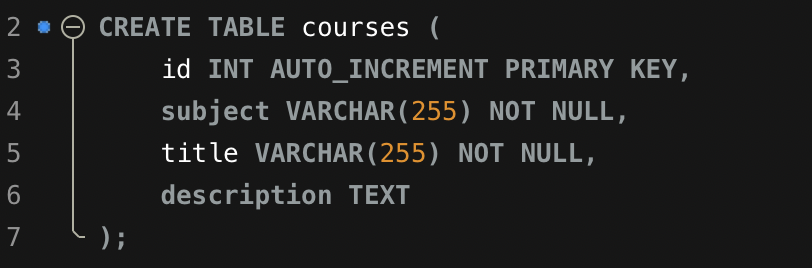 2 CREATE TABLE courses (
3 id INT AUTO_INCREMENT PRIMARY KEY,
4 subject VARCHAR(255) NOT NULL,
5 title VARCHAR(255) NOT NULL,
6 description TEXT
7 );